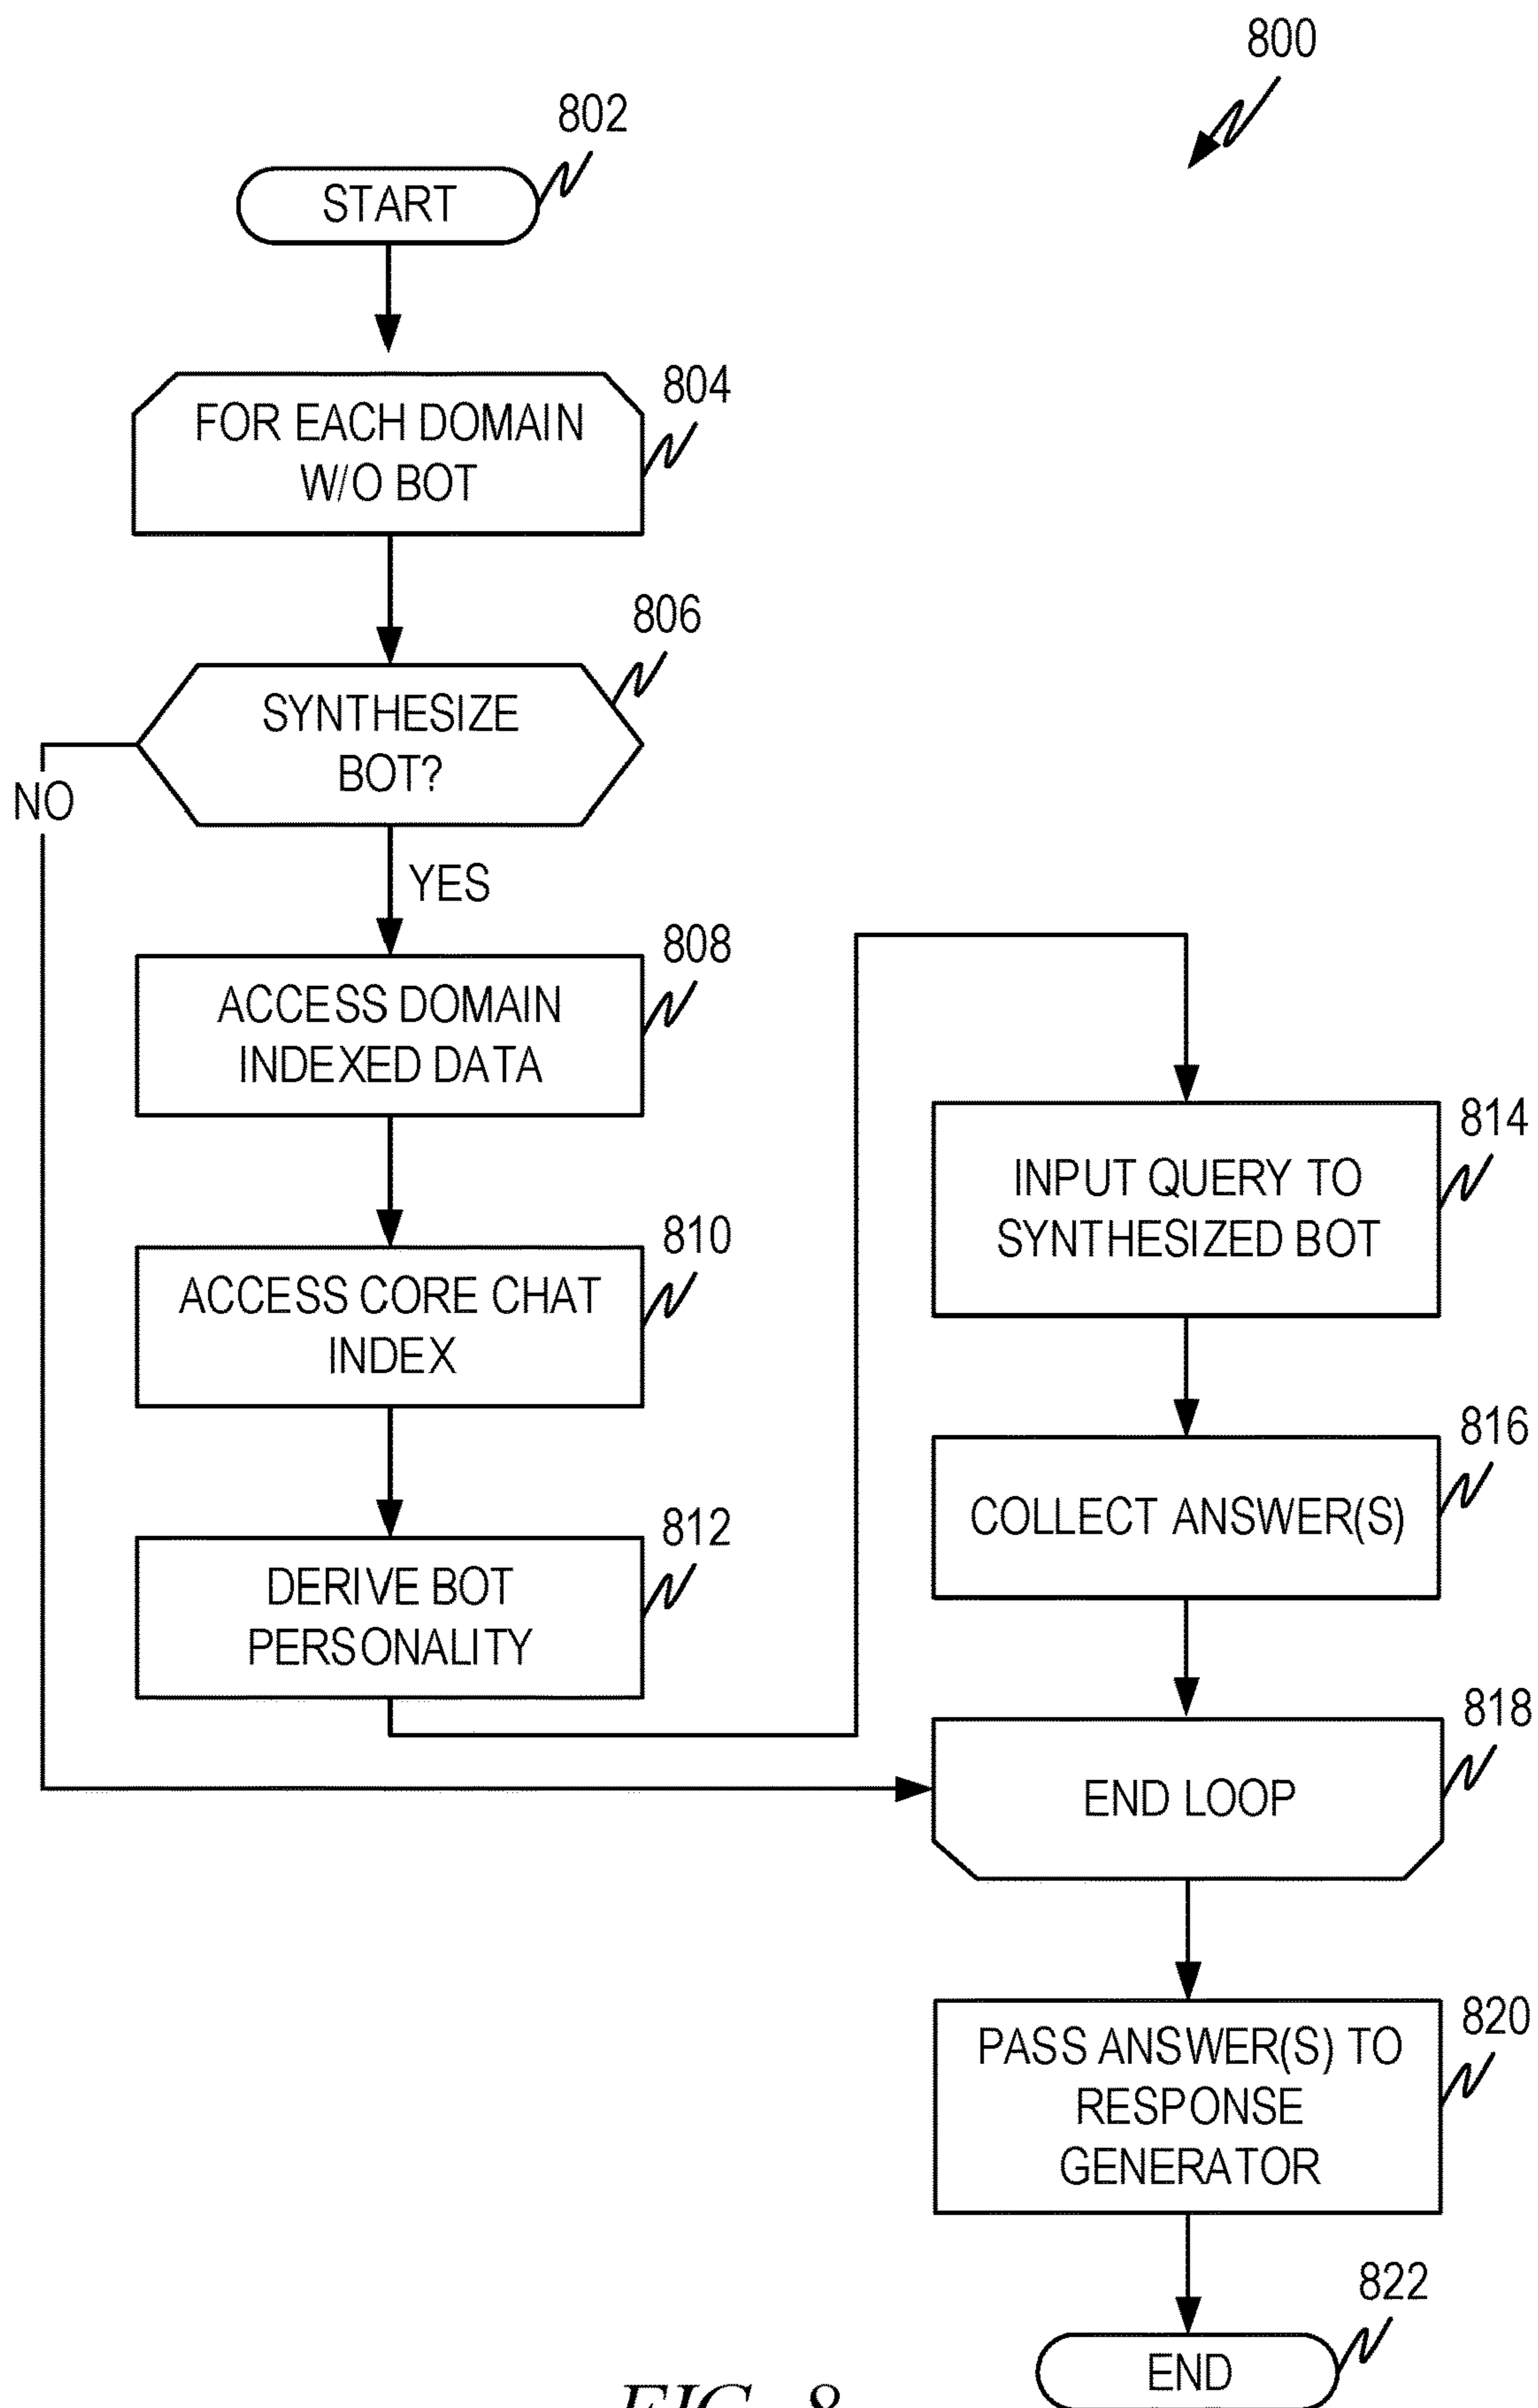 800
802
START
804
FOR EACH DOMAIN
W/O BOT
806
SYNTHESIZE
BOT?
NO
YES
808
ACCESS DOMAIN
INDEXED DATA
810
ACCESS CORE CHAT
INDEX
812
DERIVE BOT
PERSONALITY
814
INPUT QUERY TO
SYNTHESIZED BOT
816
COLLECT ANSWER(S)
818
END LOOP
820
PASS ANSWER(S) TO
RESPONSE
GENERATOR
822
END
FIG. 8